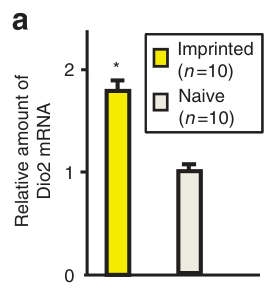 a
Relative amount of
Dio2 mRNA
2
1
0
*
Imprinted
(n=10)
Naive
(n=10)